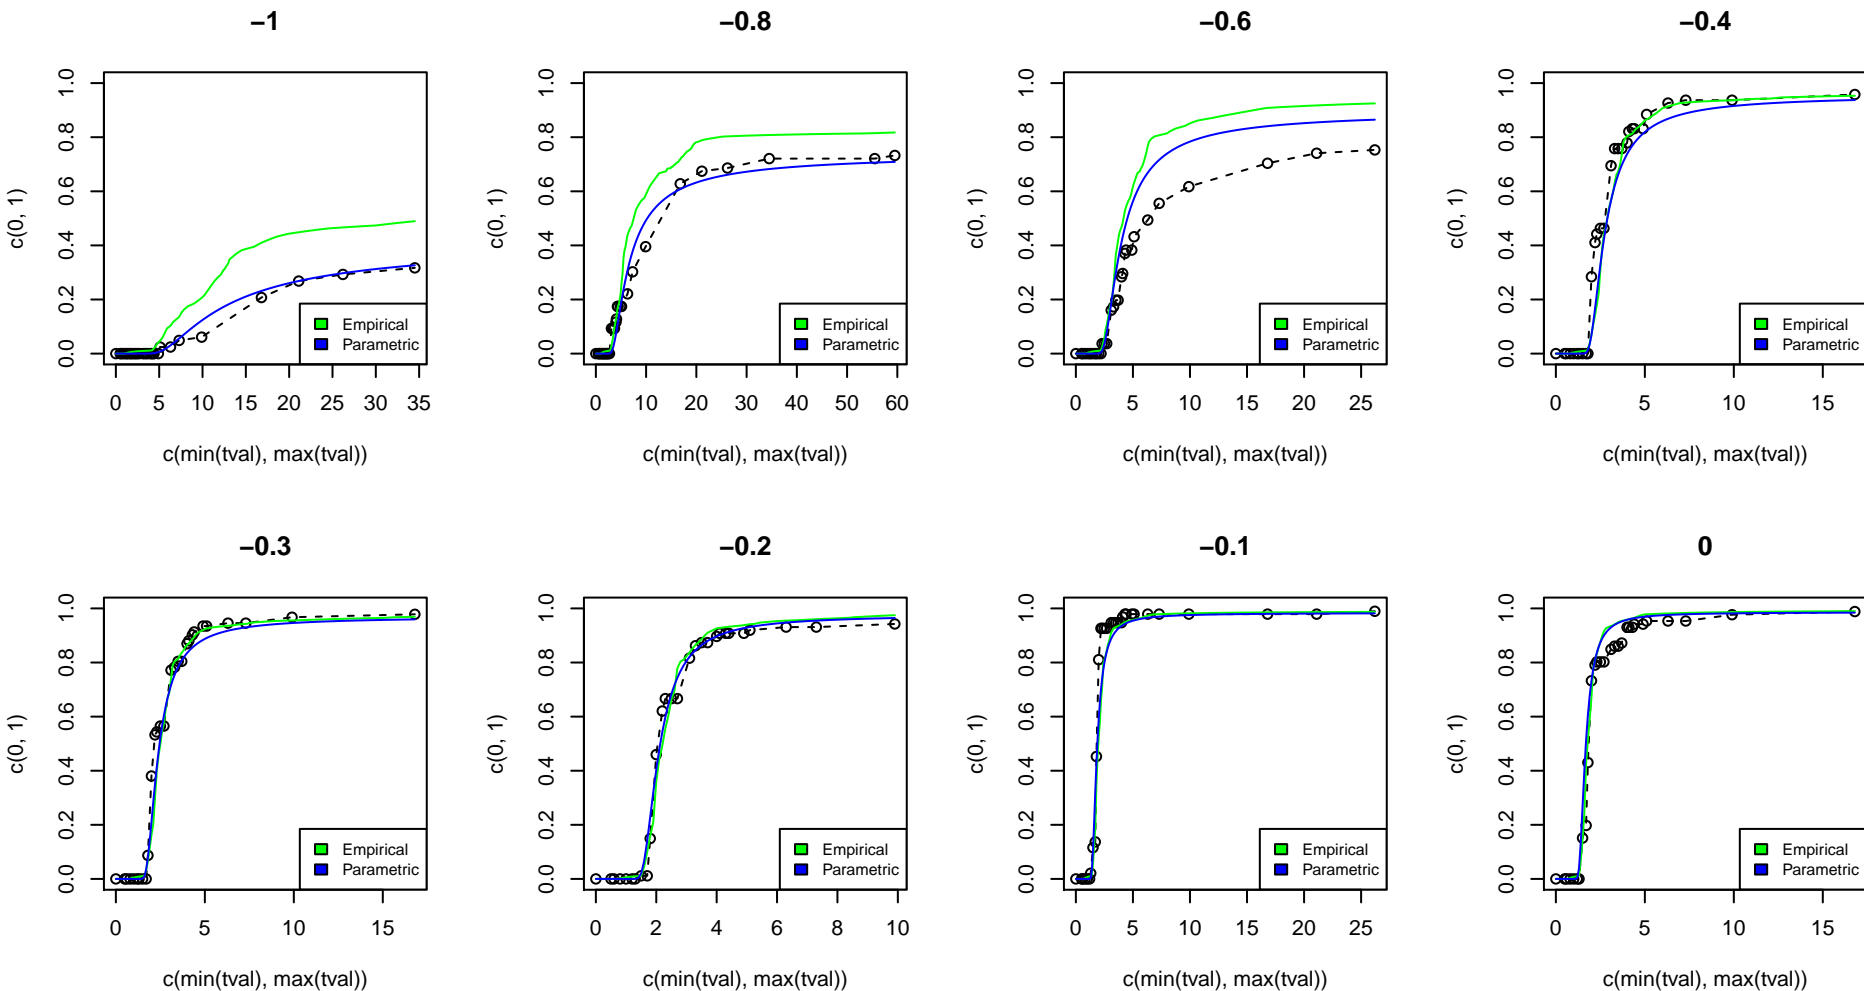 −1
−0.8
−0.6
−0.4
c(0, 1)
0.0 0.2 0.4 0.6 0.8 1.0
Empirical
Parametric
0 5 10 15 20 25 30 35
c(min(tval), max(tval))
c(0, 1)
0.0 0.2 0.4 0.6 0.8 1.0
Empirical
Parametric
0 10 20 30 40 50 60
c(min(tval), max(tval))
c(0, 1)
0.0 0.2 0.4 0.6 0.8 1.0
Empirical
Parametric
0 5 10 15 20 25
c(min(tval), max(tval))
c(0, 1)
0.0 0.2 0.4 0.6 0.8 1.0
Empirical
Parametric
0 5 10 15
c(min(tval), max(tval))
−0.3
−0.2
−0.1
0
c(0, 1)
0.0 0.2 0.4 0.6 0.8 1.0
Empirical
Parametric
0 5 10 15
c(min(tval), max(tval))
c(0, 1)
0.0 0.2 0.4 0.6 0.8 1.0
Empirical
Parametric
0 2 4 6 8 10
c(min(tval), max(tval))
c(0, 1)
0.0 0.2 0.4 0.6 0.8 1.0
Empirical
Parametric
0 5 10 15 20 25
c(min(tval), max(tval))
c(0, 1)
0.0 0.2 0.4 0.6 0.8 1.0
Empirical
Parametric
0 5 10 15
c(min(tval), max(tval))